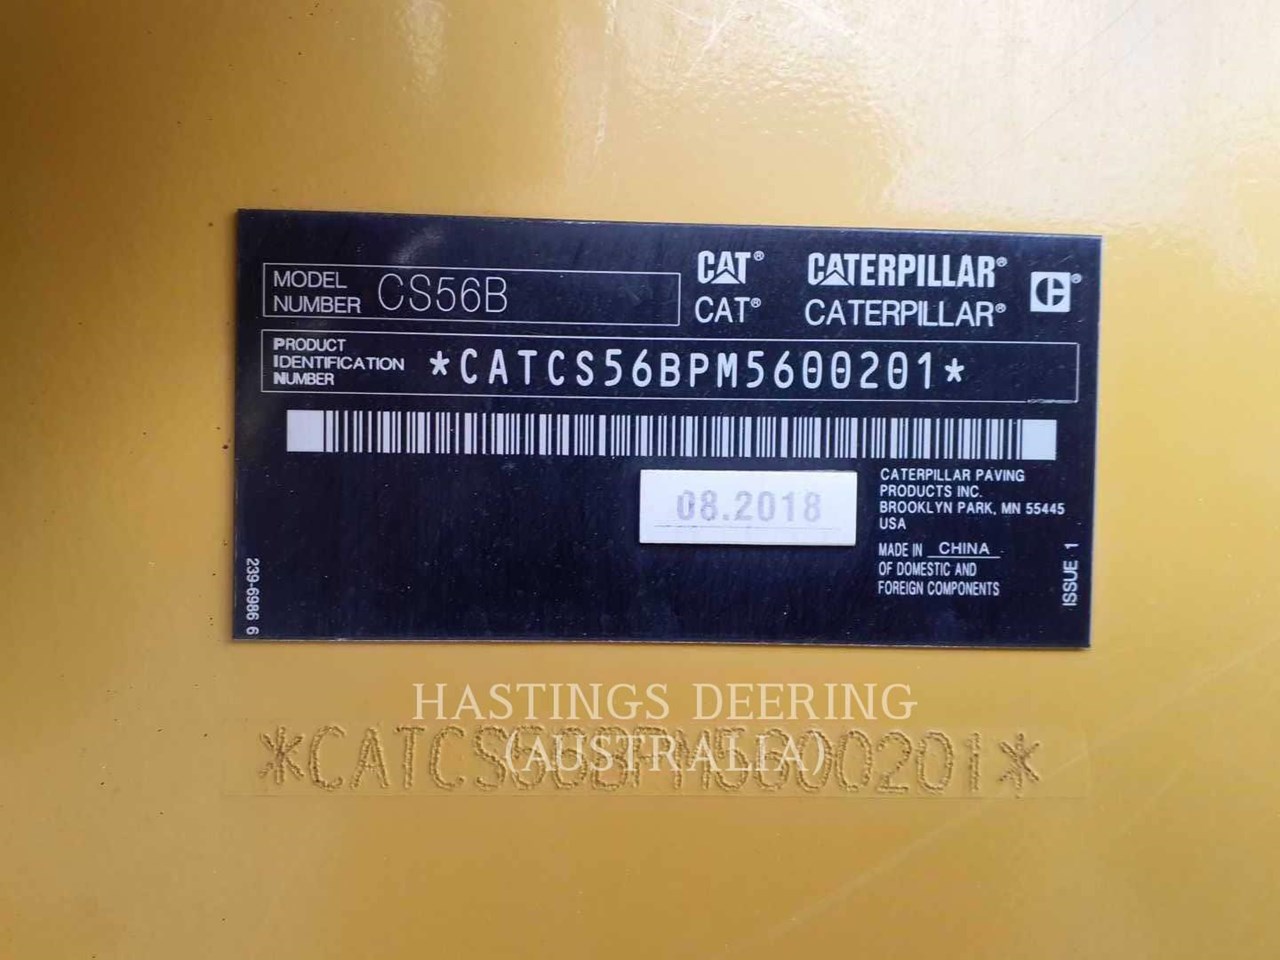 MODEL NUMBER CS56B
CAT® CATERPILLAR®
CAT® CATERPILLAR®
PRODUCT
IDENTIFICATION
NUMBER
*CATCS56BPM5600201*
08.2018
CATERPILLAR PAVING
PRODUCTS INC.
BROOKLYN PARK, MN 55445
USA
MADE IN CHINA
OF DOMESTIC AND
FOREIGN COMPONENTS
239-6986 6
ISSUE 1
HASTINGS DEERING
(AUSTRALIA)
*CATCS56BPM5600201*